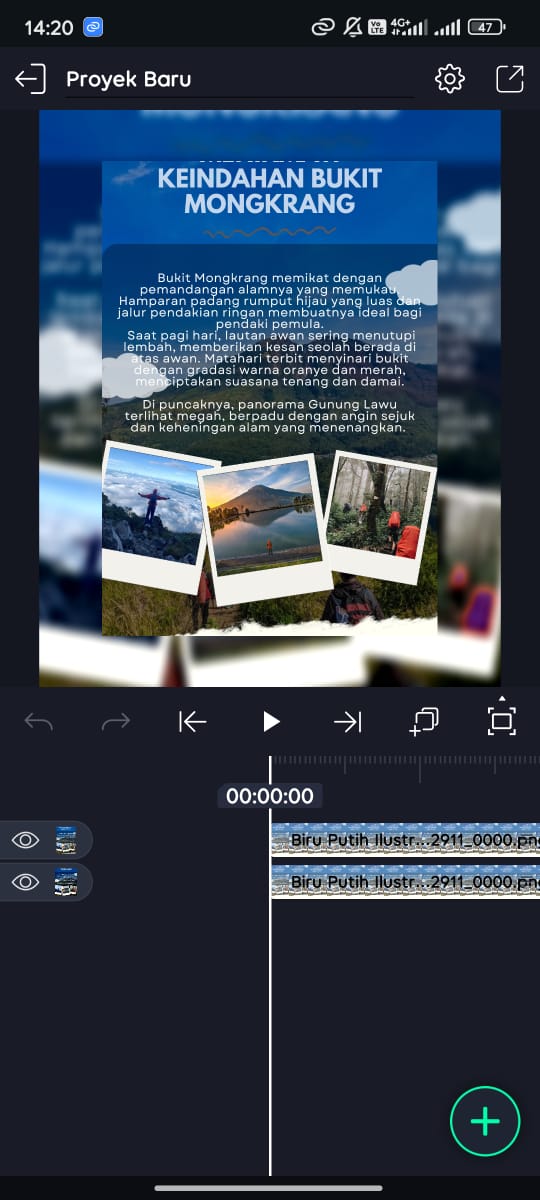 14:20
Vo LTE
4G+
47
Proyek Baru
KEINDAHAN BUKIT
MONGKRANG
Bukit Mongkrang memikat dengan
pemandangan alamnya yang memukau.
Hamparan padang rumput hijau yang luas dan
jalur pendakian ringan membuatnya ideal bagi
pendaki pemula.
Saat pagi hari, lautan awan sering menutupi
lembah, memberikan kesan seolah berada di
atas awan. Matahari terbit menyinari bukit
dengan gradasi warna oranye dan merah,
menciptakan suasana tenang dan damai.
Di puncaknya, panorama Gunung Lawu
terlihat megah, berpadu dengan angin sejuk
dan keheningan alam yang menenangkan.
00:00:00
Biru Putih Ilustr...2911_0000.pn
Biru Putih Ilustr...2911_0000.pn